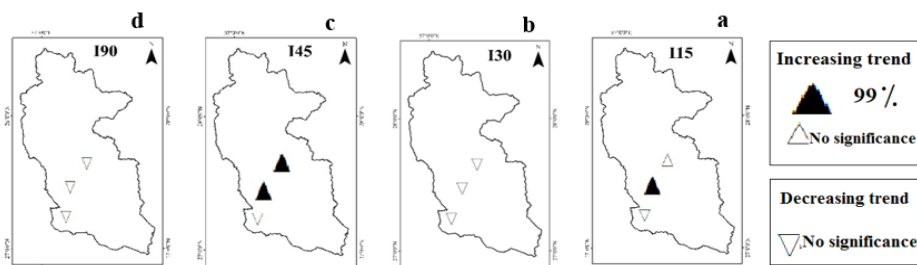 d
c
b
a
I90
N
I45
N
I30
N
I15
N
Increasing trend
99٪
No significance
Decreasing trend
No significance